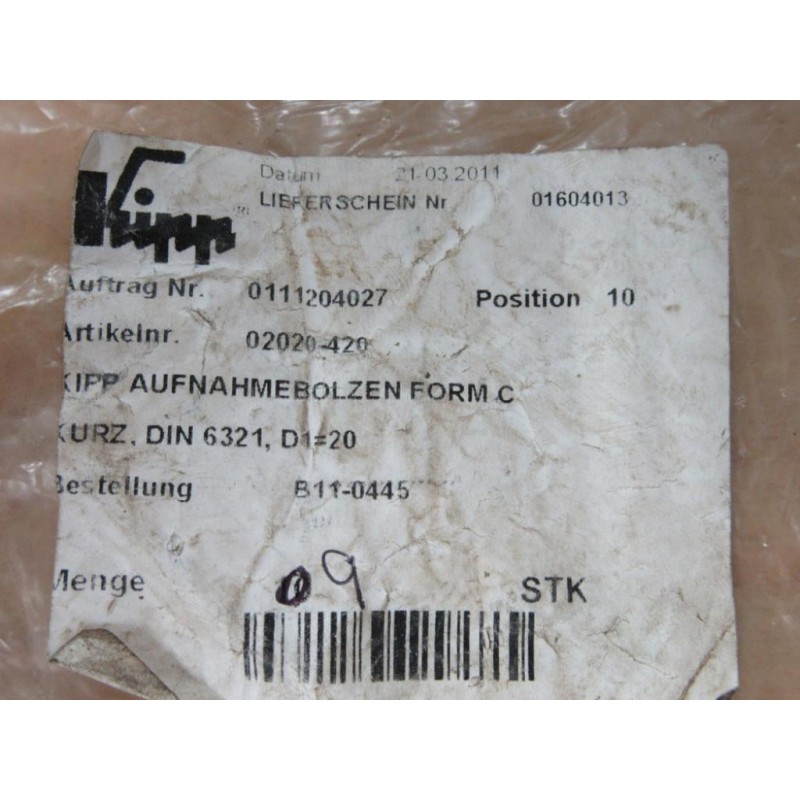 Kipp
Datum 21.03.2011
LIEFERSCHEIN Nr 01604013
Auftrag Nr. 0111204027 Position 10
Artikelnr. 02020-420
KIPP AUFNAHMEBOLZEN FORM C
KURZ, DIN 6321, D1=20
Bestellung B11-0445
Menge 09 STK